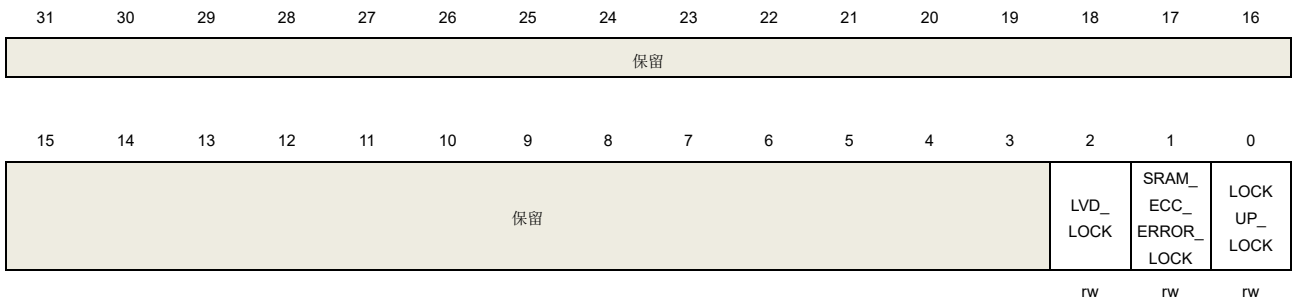 31 30 29 28 27 26 25 24 23 22 21 20 19 18 17 16
保留
15 14 13 12 11 10 9 8 7 6 5 4 3 2 1 0
保留
LVD_
LOCK
SRAM_
ECC_
ERROR_
LOCK
LOCK
UP_
LOCK
rw rw rw